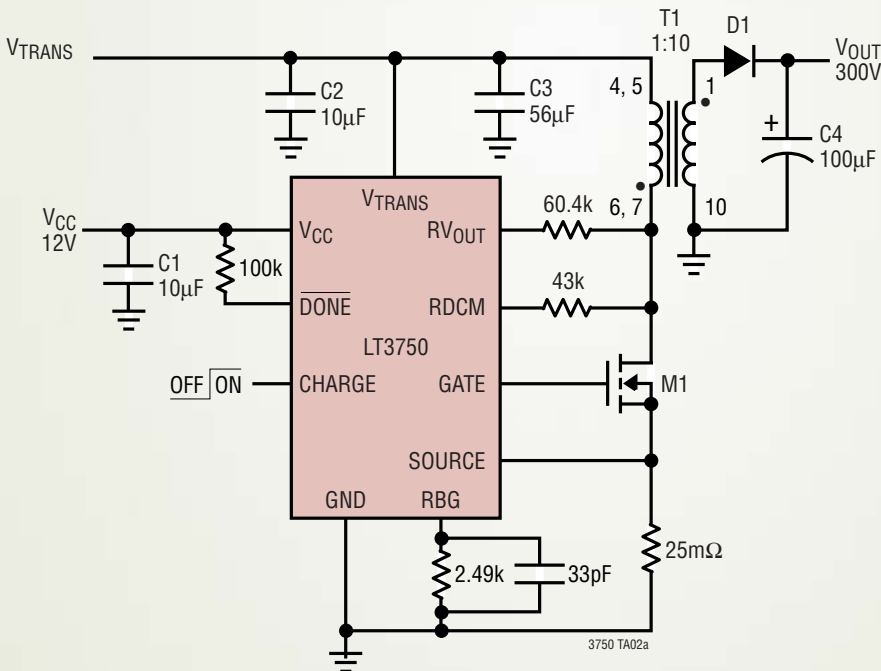 T1
1:10
D1
VTRANS
VOUT
300V
C2
10µF
C3
56µF
4, 5
1
+
C4
100µF
VTRANS
60.4k
6, 7
10
VCC
12V
VCC
RVOUT
C1
10µF
100k
43k
DONE
RDCM
LT3750
OFF ON
CHARGE
GATE
M1
SOURCE
GND
RBG
25mΩ
2.49k
33pF
3750 TA02a